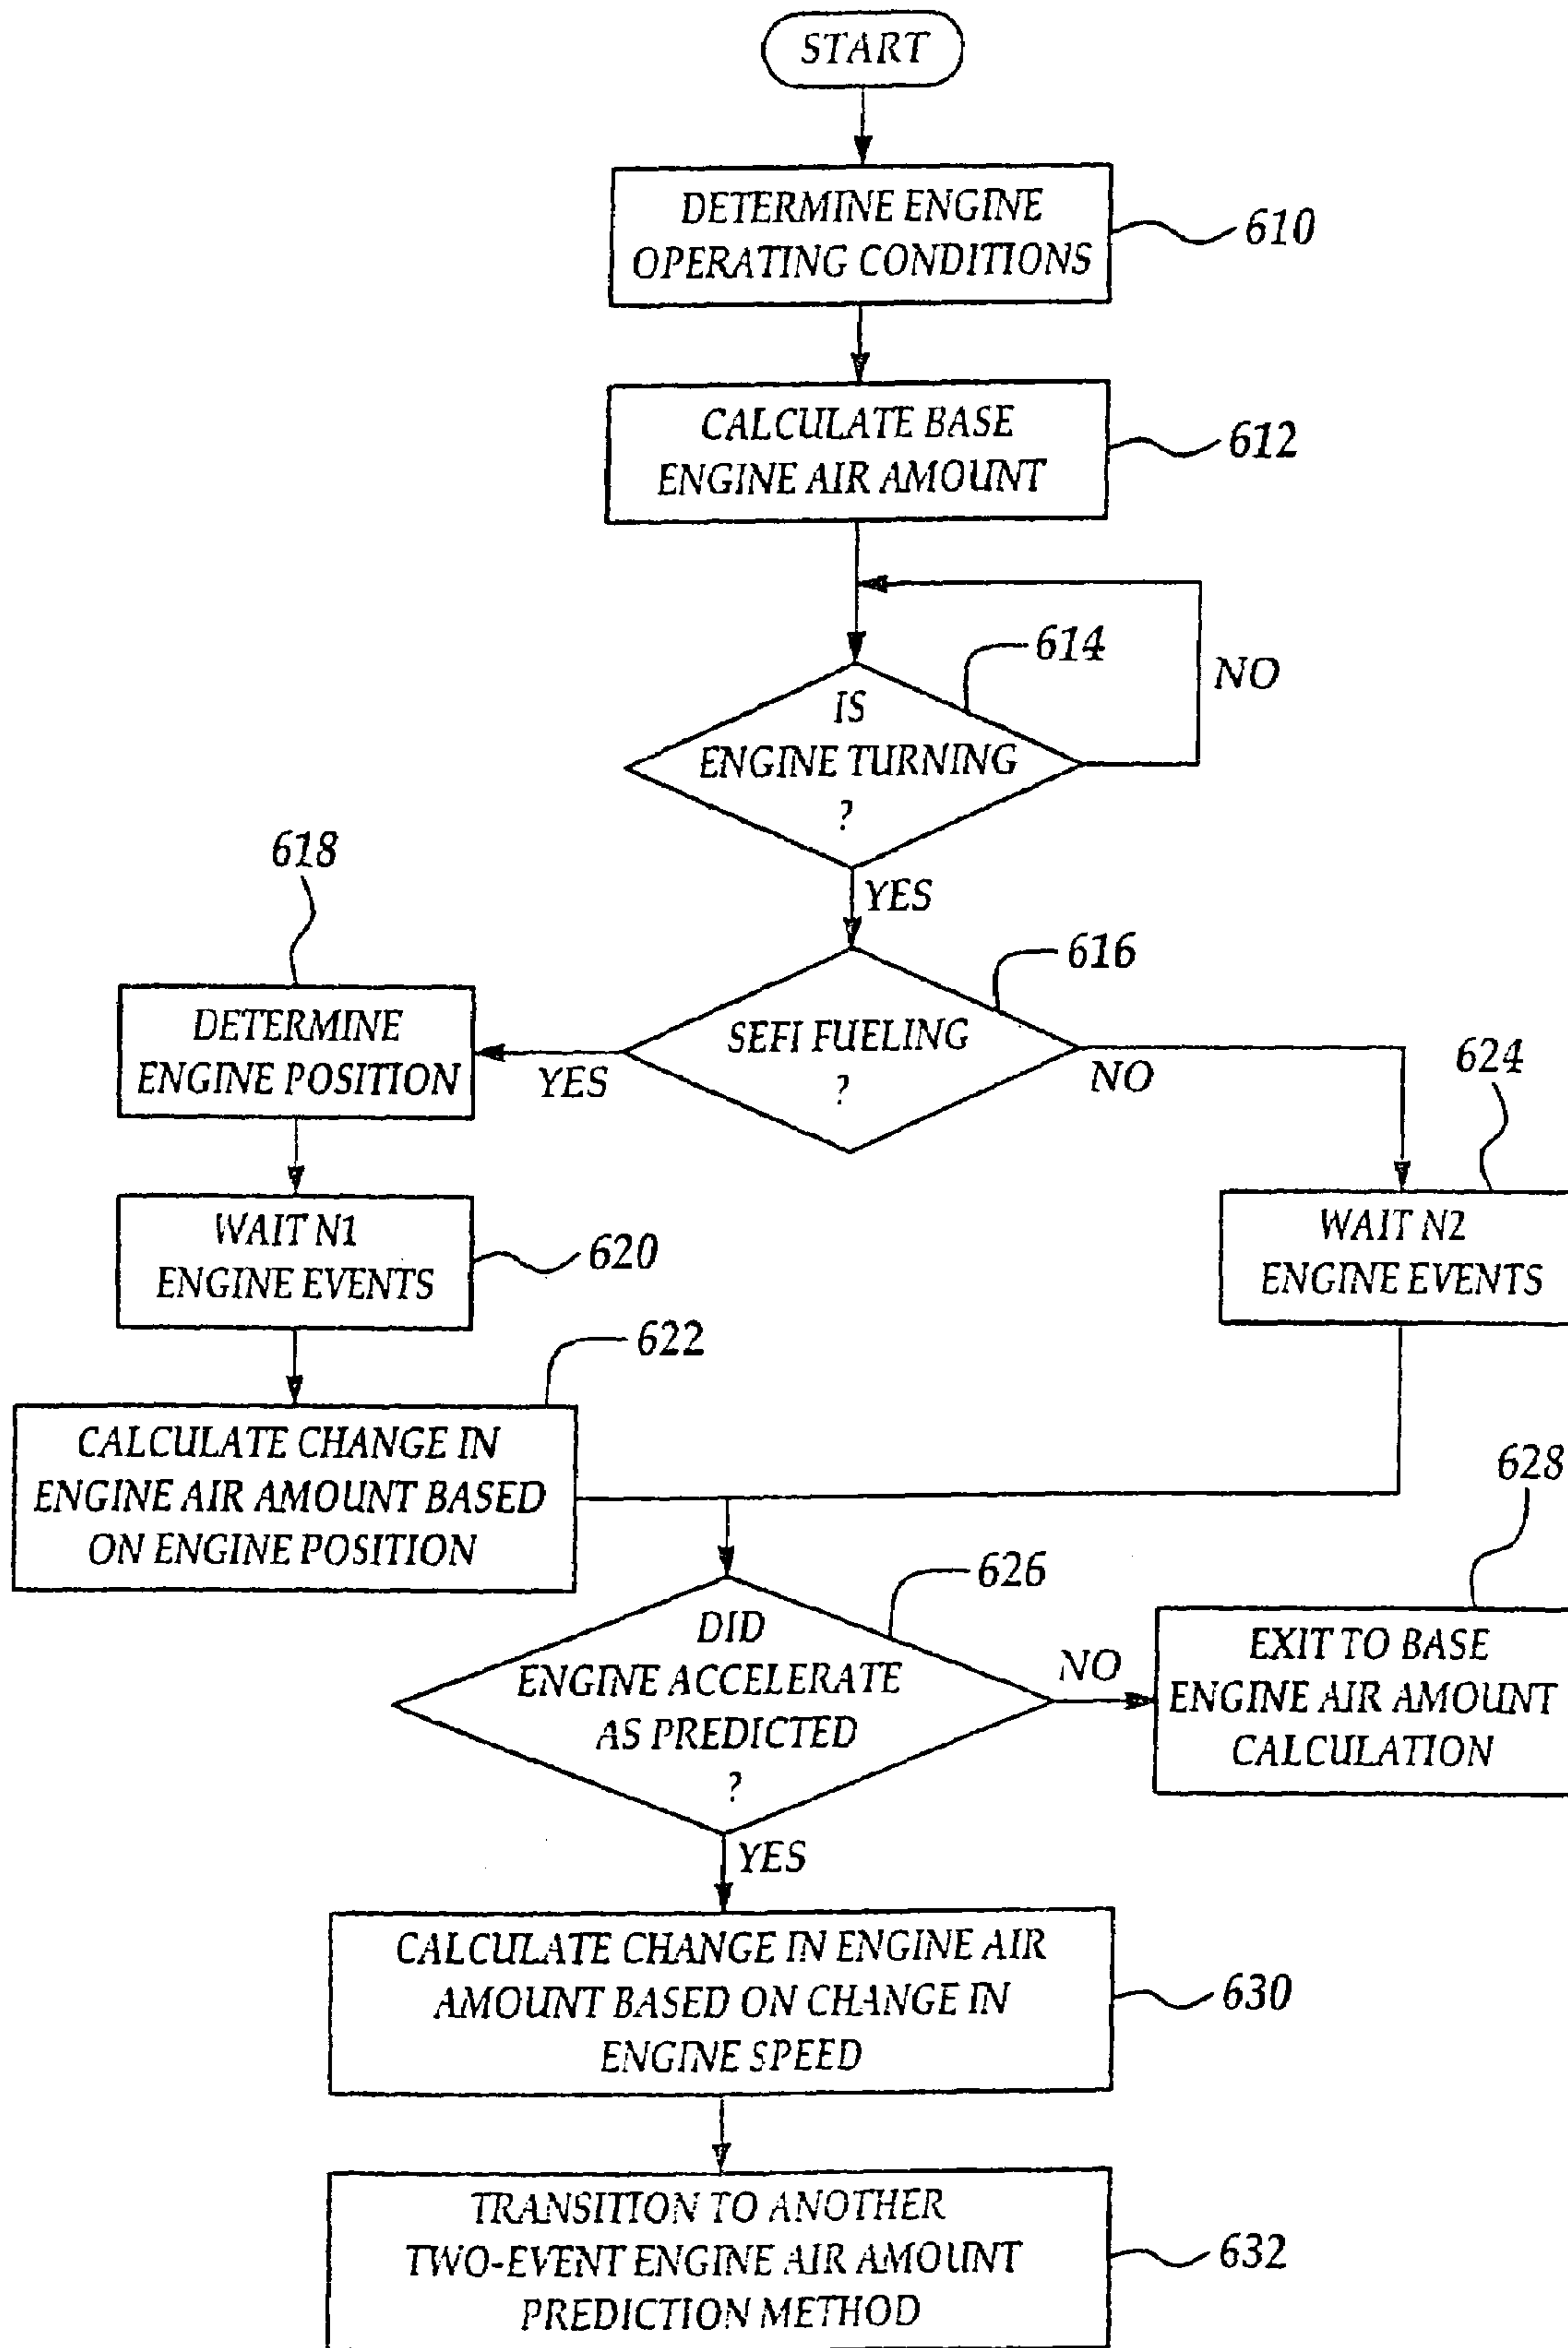 START
DETERMINE ENGINE
OPERATING CONDITIONS
610
CALCULATE BASE
ENGINE AIR AMOUNT
612
614
NO
IS
ENGINE TURNING
?
618
YES
616
DETERMINE
ENGINE POSITION
YES
SEFI FUELING
?
NO
624
WAIT N1
ENGINE EVENTS
620
WAIT N2
ENGINE EVENTS
622
CALCULATE CHANGE IN
ENGINE AIR AMOUNT BASED
ON ENGINE POSITION
628
626
DID
ENGINE ACCELERATE
AS PREDICTED
?
NO
EXIT TO BASE
ENGINE AIR AMOUNT
CALCULATION
YES
CALCULATE CHANGE IN ENGINE AIR
AMOUNT BASED ON CHANGE IN
ENGINE SPEED
630
TRANSITION TO ANOTHER
TWO-EVENT ENGINE AIR AMOUNT
PREDICTION METHOD
632